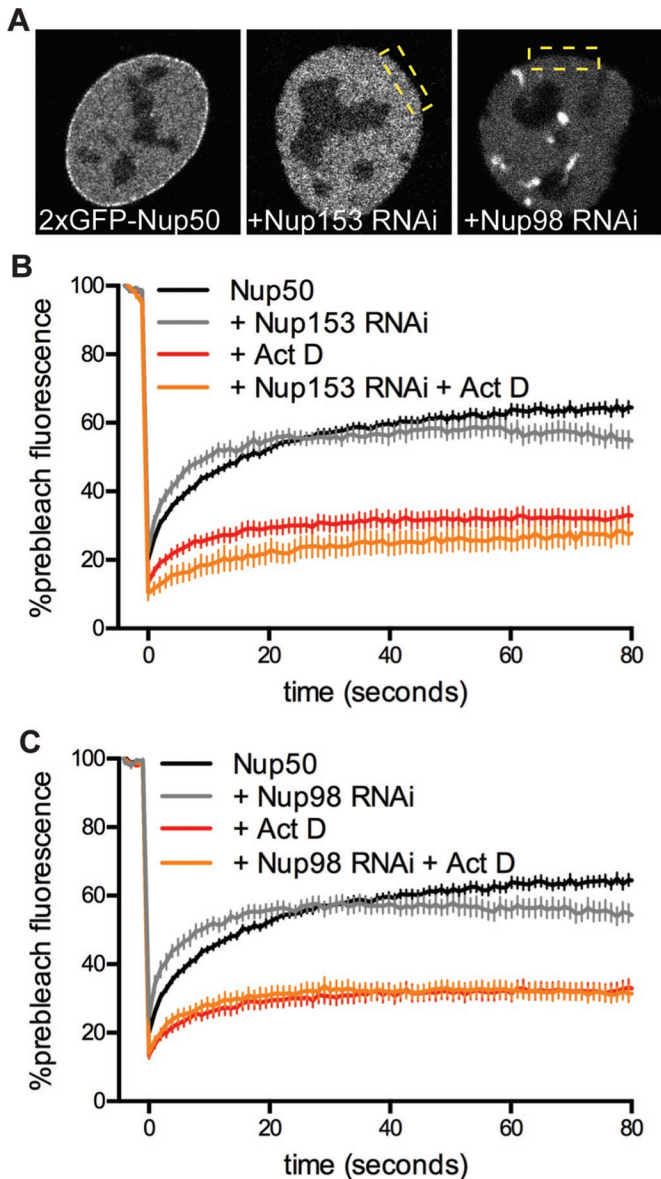 A
2xGFP-Nup50
+Nup153 RNAi
+Nup98 RNAi
B
%prebleach fluorescence
100
80
60
40
20
0
Nup50
+ Nup153 RNAi
+ Act D
+ Nup153 RNAi + Act D
0 20 40 60 80
time (seconds)
C
%prebleach fluorescence
100
80
60
40
20
0
Nup50
+ Nup98 RNAi
+ Act D
+ Nup98 RNAi + Act D
0 20 40 60 80
time (seconds)